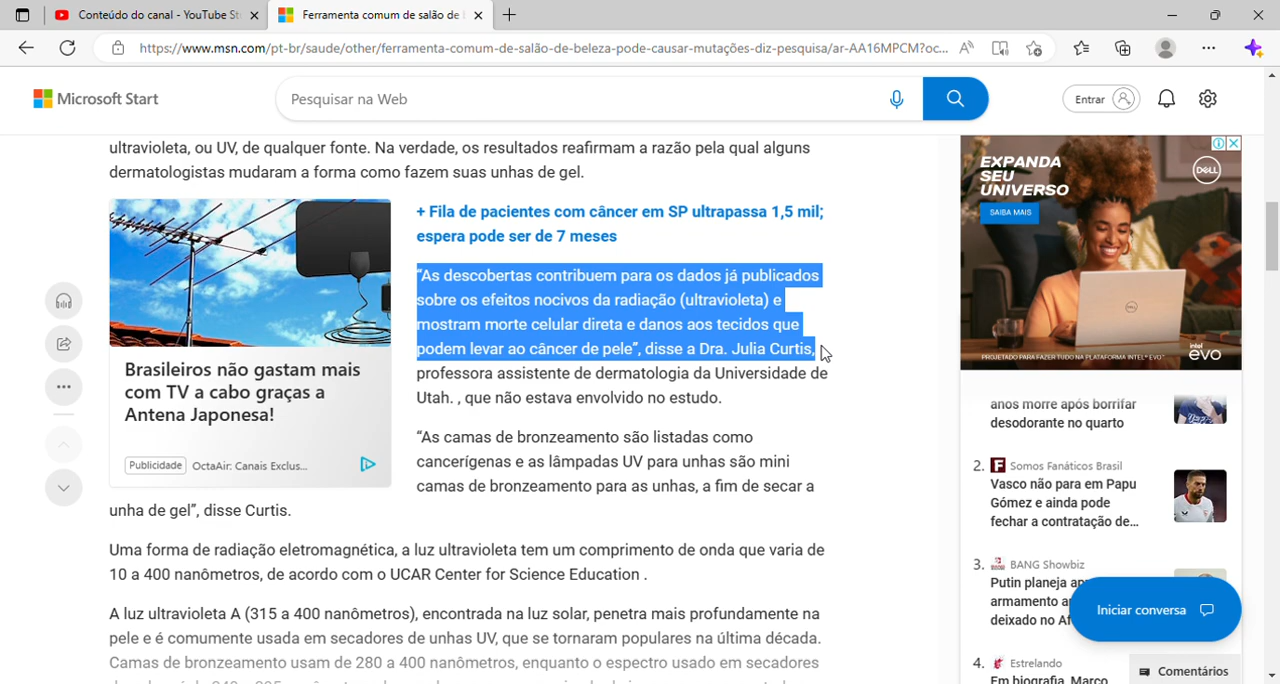 Conteúdo do canal - YouTube St
Ferramenta comum de salão de
https://www.msn.com/pt-br/saude/other/ferramenta-comum-de-salão-de-beleza-pode-causar-mutações-diz-pesquisa/ar-AA16MPCM?oc...
Microsoft Start
Pesquisar na Web
Entrar
ultravioleta, ou UV, de qualquer fonte. Na verdade, os resultados reafirmam a razão pela qual alguns
dermatologistas mudaram a forma como fazem suas unhas de gel.
+ Fila de pacientes com câncer em SP ultrapassa 1,5 mil;
espera pode ser de 7 meses
“As descobertas contribuem para os dados já publicados
sobre os efeitos nocivos da radiação (ultravioleta) e
mostram morte celular direta e danos aos tecidos que
podem levar ao câncer de pele”, disse a Dra. Julia Curtis,
professora assistente de dermatologia da Universidade de
Utah. , que não estava envolvido no estudo.
Brasileiros não gastam mais
com TV a cabo graças a
Antena Japonesa!
Publicidade
OctaAir: Canais Exclus...
“As camas de bronzeamento são listadas como
cancerígenas e as lâmpadas UV para unhas são mini
camas de bronzeamento para as unhas, a fim de secar a
unha de gel”, disse Curtis.
Uma forma de radiação eletromagnética, a luz ultravioleta tem um comprimento de onda que varia de
10 a 400 nanômetros, de acordo com o UCAR Center for Science Education .
A luz ultravioleta A (315 a 400 nanômetros), encontrada na luz solar, penetra mais profundamente na
pele e é comumente usada em secadores de unhas UV, que se tornaram populares na última década.
Camas de bronzeamento usam de 280 a 400 nanômetros, enquanto o espectro usado em secadores
EXPANDA
SEU
UNIVERSO
DELL
SAIBA MAIS
intel
evo
PROJETADO PARA FAZER TUDO NA PLATAFORMA INTEL® EVO™
anos morre após borrifar
desodorante no quarto
2. F Somos Fanáticos Brasil
Vasco não para em Papu
Gómez e ainda pode
fechar a contratação de...
3. BANG Showbiz
Putin planeja
armamento
deixado no
Iniciar conversa
4. Estrelando
Em biografia, Marco
Comentários